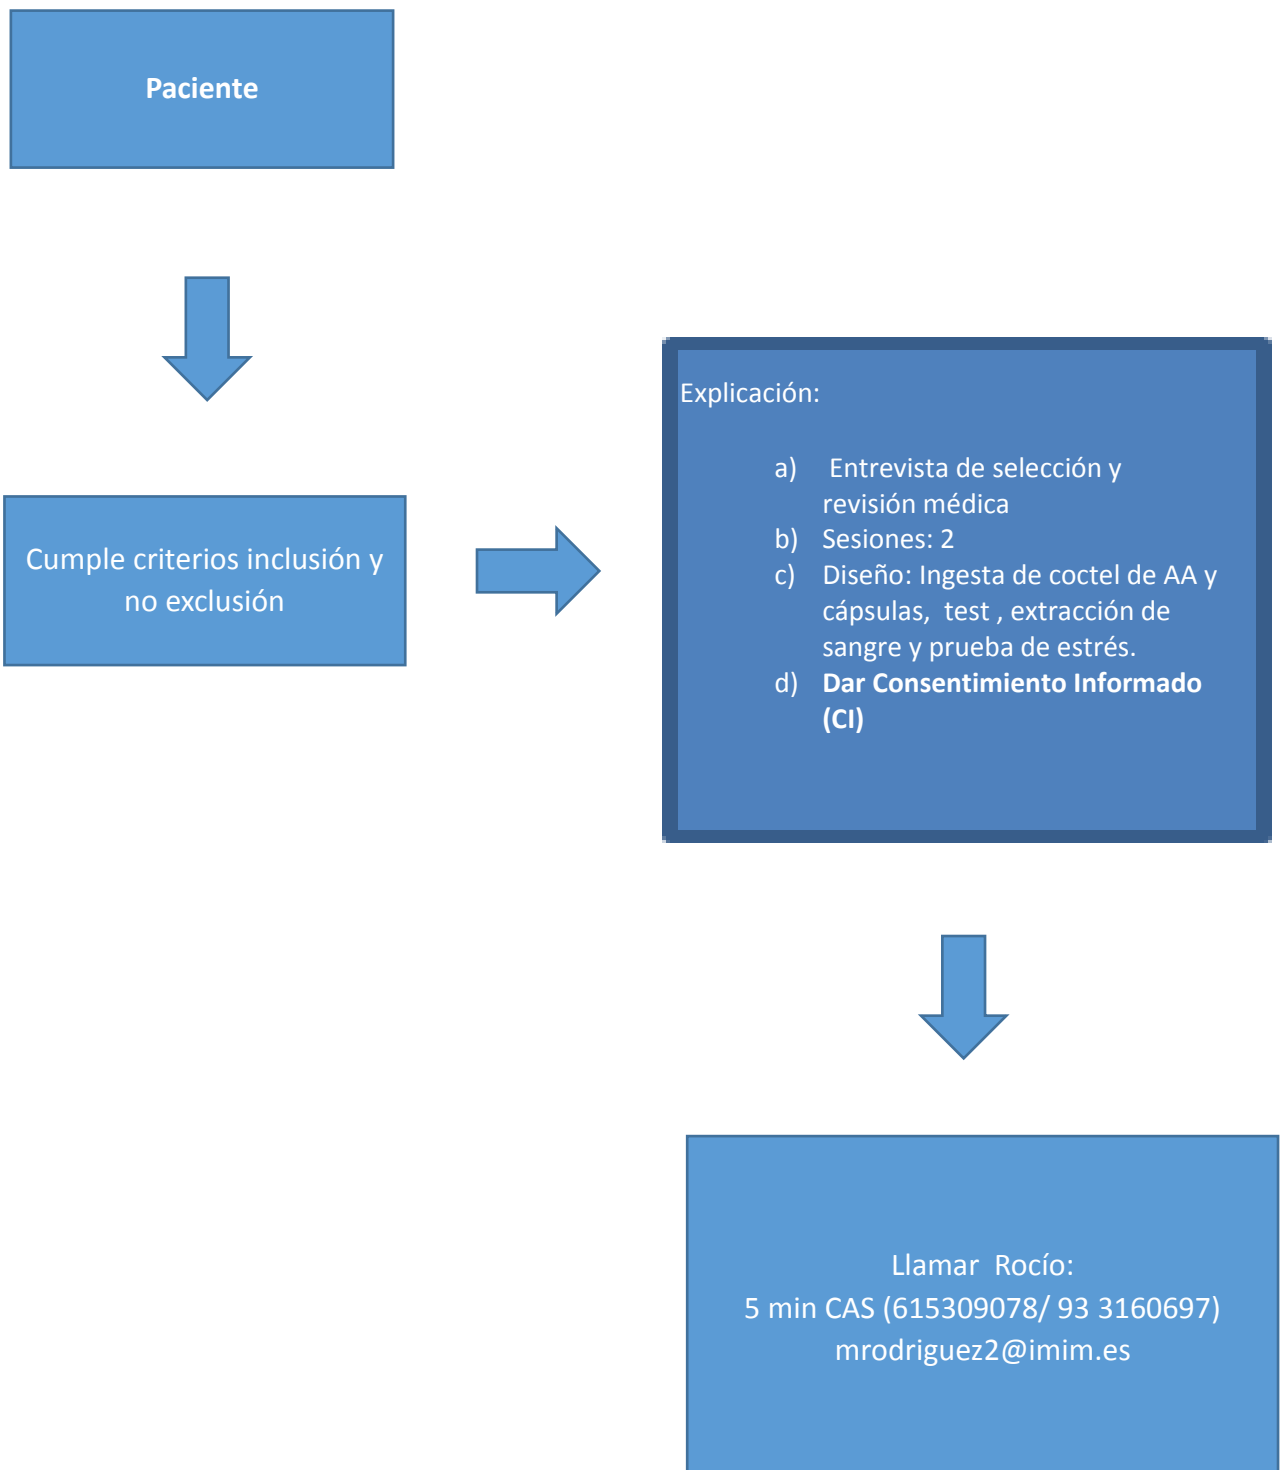 Paciente
Cumple criterios inclusión y
no exclusión
Explicación:
a) Entrevista de selección y
revisión médica
b) Sesiones: 2
c) Diseño: Ingesta de coctel de AA y
cápsulas, test , extracción de
sangre y prueba de estrés.
d) Dar Consentimiento Informado
(CI)
Llamar Rocío:
5 min CAS (615309078/ 93 3160697)
mrodriguez2@imim.es